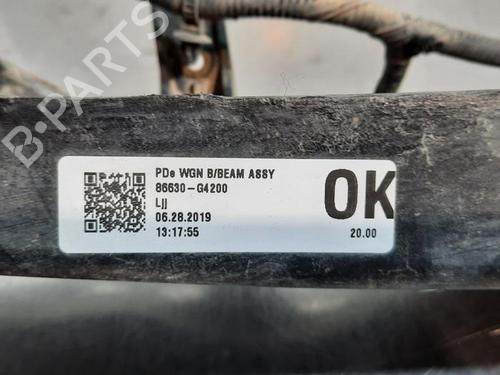 B-PARTS
PDe WGN B/BEAM ASSY
86630-G4200
Ljj
06.28.2019
13:17:55
OK
20.00